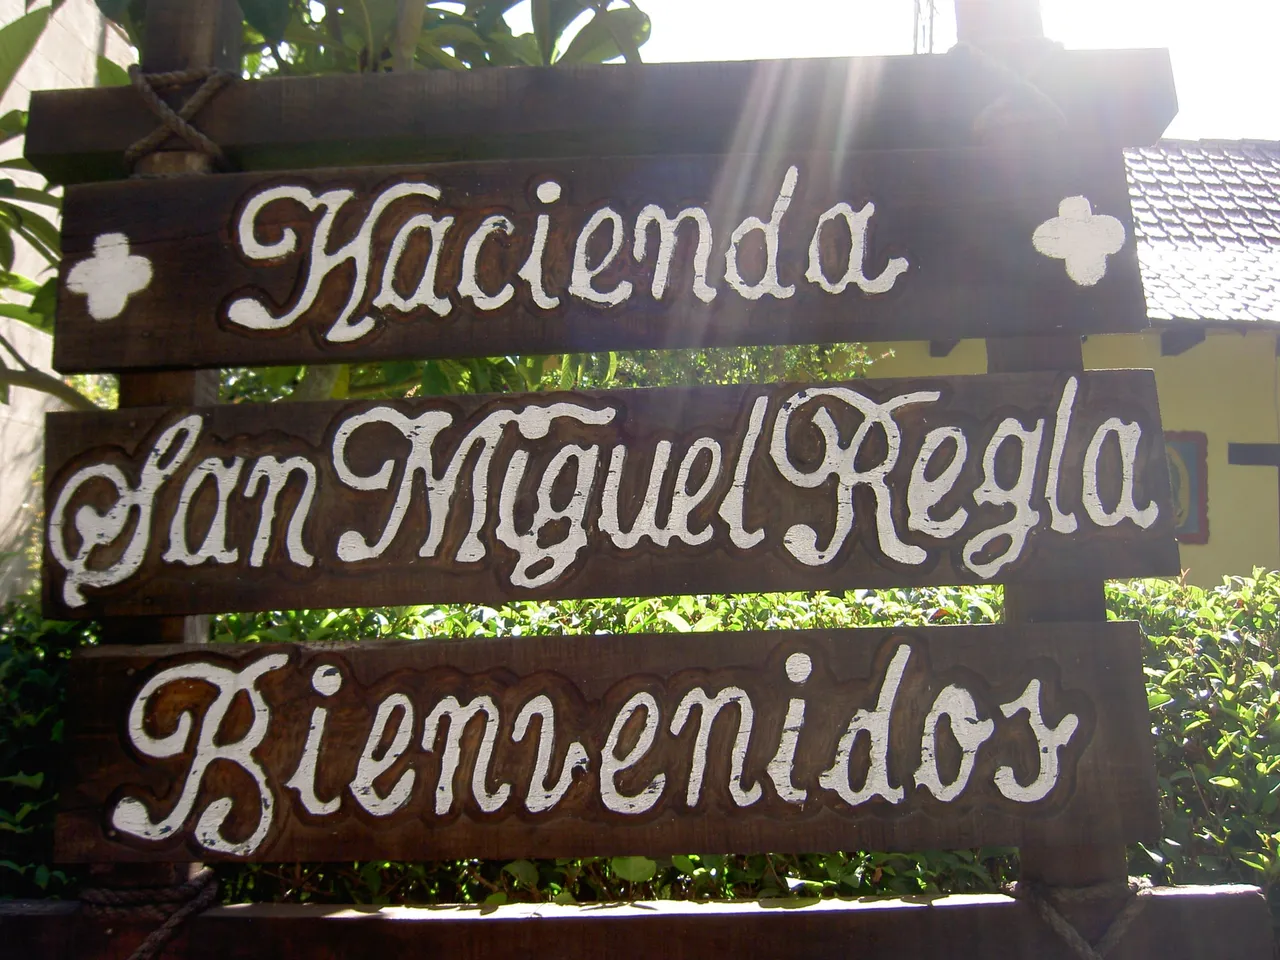 Hacienda
San Miguel Regla
Bienvenidos